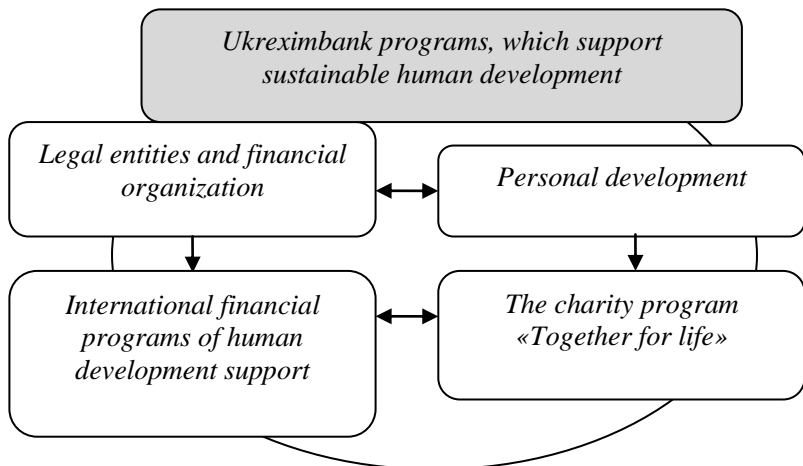 Ukreximbank programs, which support
sustainable human development
Legal entities and financial
organization
Personal development
International financial
programs of human
development support
The charity program
«Together for life»